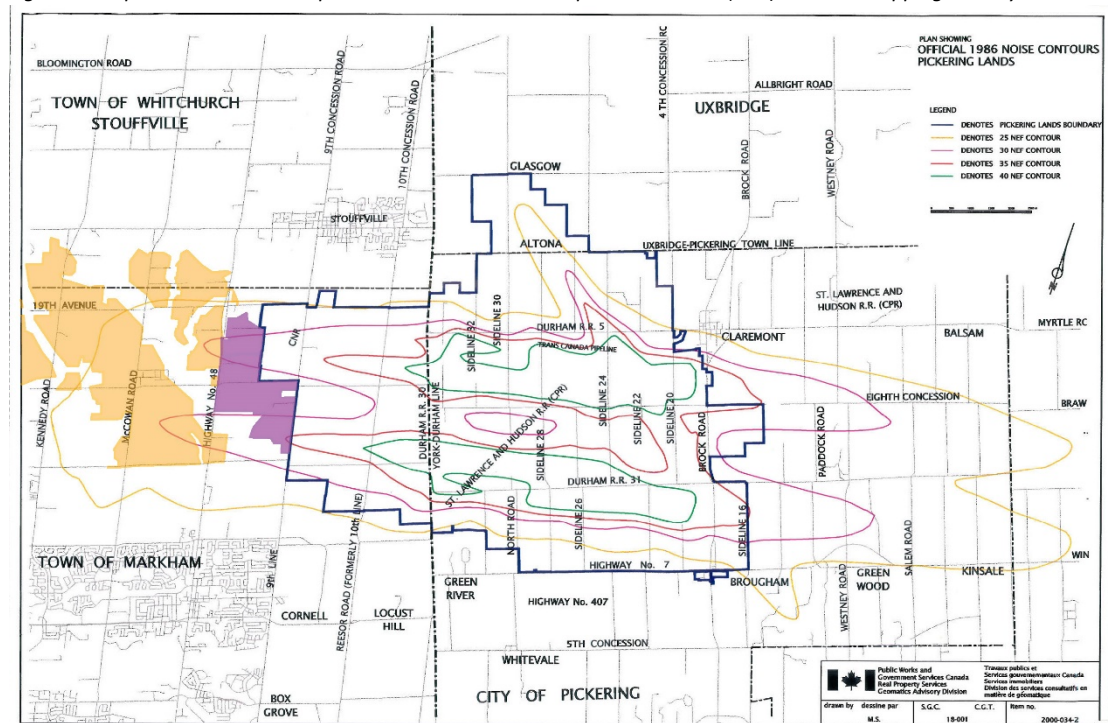 PLAN SHOWING
OFFICIAL 1986 NOISE CONTOURS
PICKERING LANDS
LEGEND
DENOTES PICKERING LANDS BOUNDARY
DENOTES 25 NEF CONTOUR
DENOTES 30 NEF CONTOUR
DENOTES 35 NEF CONTOUR
DENOTES 40 NEF CONTOUR
BLOOMINGTON ROAD
TOWN OF WHITCHURCH
STOUFFVILLE
9TH CONCESSION ROAD
10TH CONCESSION ROAD
4 TH CONCESSION RC
UXBRIDGE
ALLBRIGHT ROAD
BROCK ROAD
WESTNEY ROAD
GLASGOW
STOUFFVILLE
ALTONA
UXBRIDGE-PICKERING TOWN LINE
19TH AVENUE
SIDELINE 32
SIDELINE 30
ST. LAWRENCE AND
HUDSON R.R. (CPR)
CNR
DURHAM R.R. 5
TRANS CANADA PIPELINE
CLAREMONT
BALSAM
MYRTLE RC
KENNEDY ROAD
McCOWAN ROAD
HIGHWAY No. 48
DURHAM R.R. 30
YORK-DURHAM LINE
ST. LAWRENCE AND HUDSON R.R (CPR)
SIDELINE 28
SIDELINE 24
SIDELINE 22
SIDELINE 20
BROCK ROAD
EIGHTH CONCESSION
PADDOCK ROAD
BRAW
DURHAM R.R. 31
NORTH ROAD
SIDELINE 26
SIDELINE 16
SALEM ROAD
TOWN OF MARKHAM
9th LINE
REESOR ROAD (FORMERLY 10th LINE)
HIGHWAY No. 7
GREEN
RIVER
BROUGHAM
WESTNEY ROAD
GREEN
WOOD
KINSALE
WIN
CORNELL
LOCUST
HILL
HIGHWAY No. 407
5TH CONCESSION
WHITEVALE
BOX
GROVE
CITY OF PICKERING
Public Works and
Government Services Canada
Real Property Services
Geomatics Advisory Division
Travaux publics et
Services gouvernementaux Canada
Services immobiliers
Division des services consultatifs en
matière de géomatique
drawn by dessine par
M.S.
S.G.C. C.G.T.
18-001
Item no.
2000-034-2